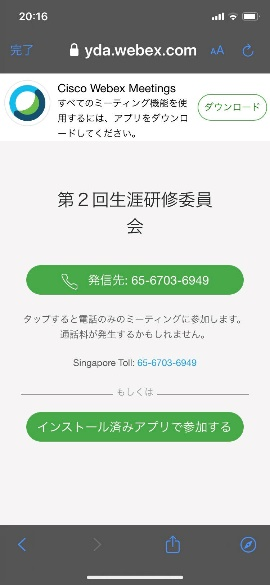 20:16
完了
yda.webex.com
AA
Cisco Webex Meetings
すべてのミーティング機能を使
用するには、アプリをダウンロ
ードしてください。
ダウンロード
第２回生涯研修委員
会
発信先: 65-6703-6949
タップすると電話のみのミーティングに参加します。
通話料が発生するかもしれません。
Singapore Toll: 65-6703-6949
もしくは
インストール済みアプリで参加する